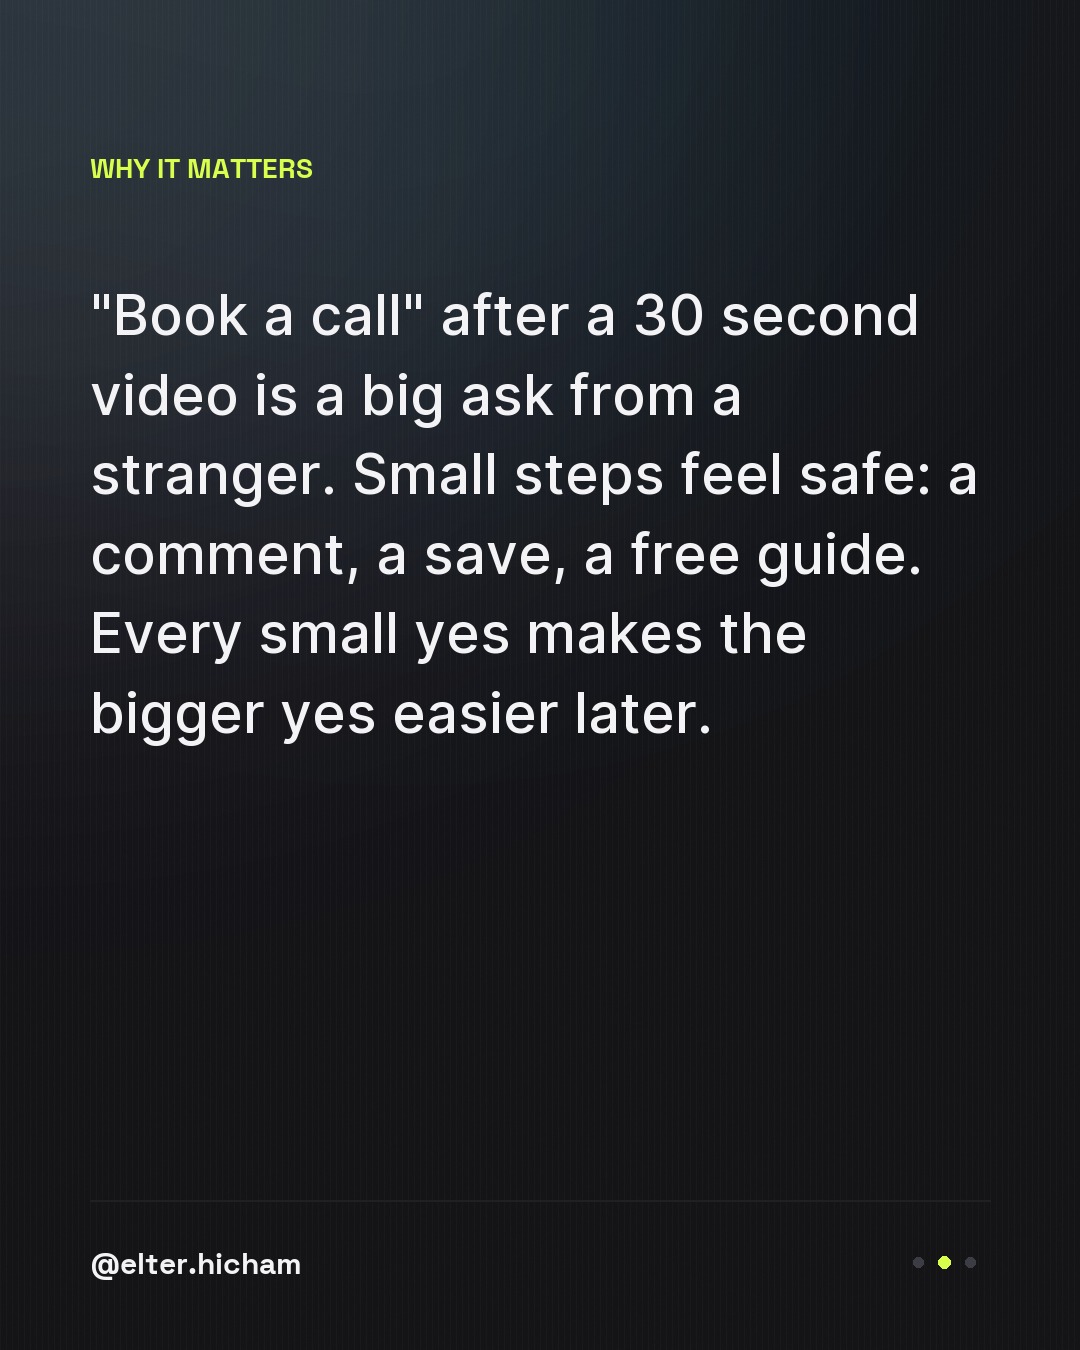 WHY IT MATTERS
"Book a call" after a 30 second
video is a big ask from a
stranger. Small steps feel safe: a
comment, a save, a free guide.
Every small yes makes the
bigger yes easier later.
@elter.hicham